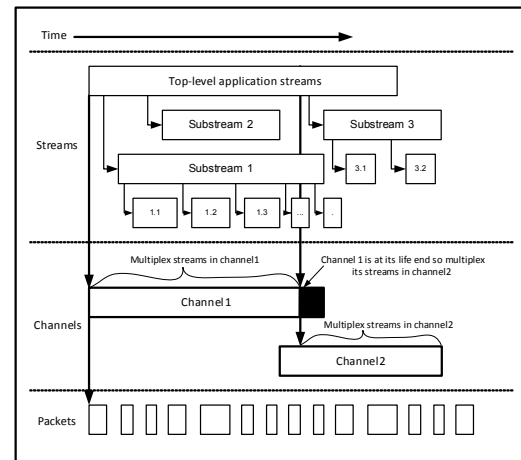 Time
Top-level application streams
Substream 2
Substream 3
Streams
Substream 1
3.1
3.2
1.1
1.2
1.3
...
.
Multiplex streams in channel1
Channel 1 is at its life end so multiplex
its streams in channel2
Channel1
Multiplex streams in channel2
Channels
Channel2
Packets